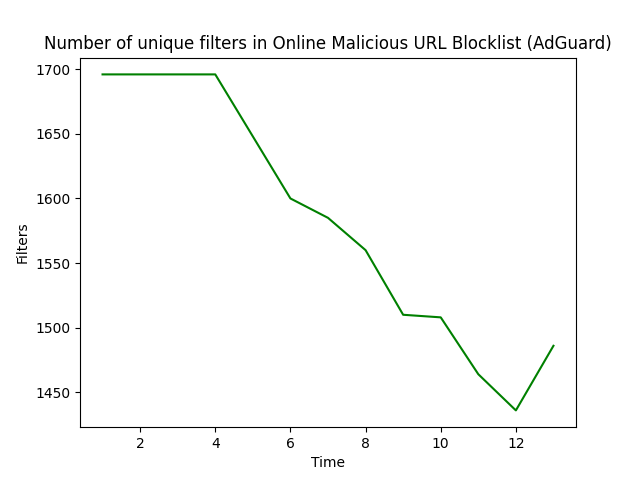 Number of unique filters in Online Malicious URL Blocklist (AdGuard)
1700
1650
1600
1550
1500
1450
Filters
2 4 6 8 10 12
Time